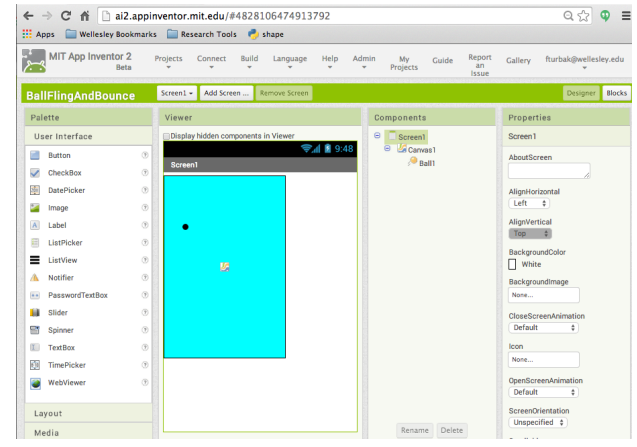 ai2.appinventor.mit.edu/#4828106474913792
Apps Wellesley Bookmarks Research Tools shape
MIT App Inventor 2
Beta
Projects Connect Build Language Help Admin My Projects Guide Report an Issue Gallery fturbak@wellesley.edu
BallFlingAndBounce Screen1 Add Screen ... Remove Screen Designer Blocks
Palette
User Interface
Button
CheckBox
DatePicker
Image
Label
ListPicker
ListView
Notifier
PasswordTextBox
Slider
Spinner
TextBox
TimePicker
WebViewer
Layout
Media
Viewer
Display hidden components in Viewer
9:48
Screen1
Components
Screen1
Canvas1
Ball1
Rename Delete
Properties
Screen1
AboutScreen
AlignHorizontal
Left
AlignVertical
Top
BackgroundColor
White
BackgroundImage
None...
CloseScreenAnimation
Default
Icon
None...
OpenScreenAnimation
Default
ScreenOrientation
Unspecified